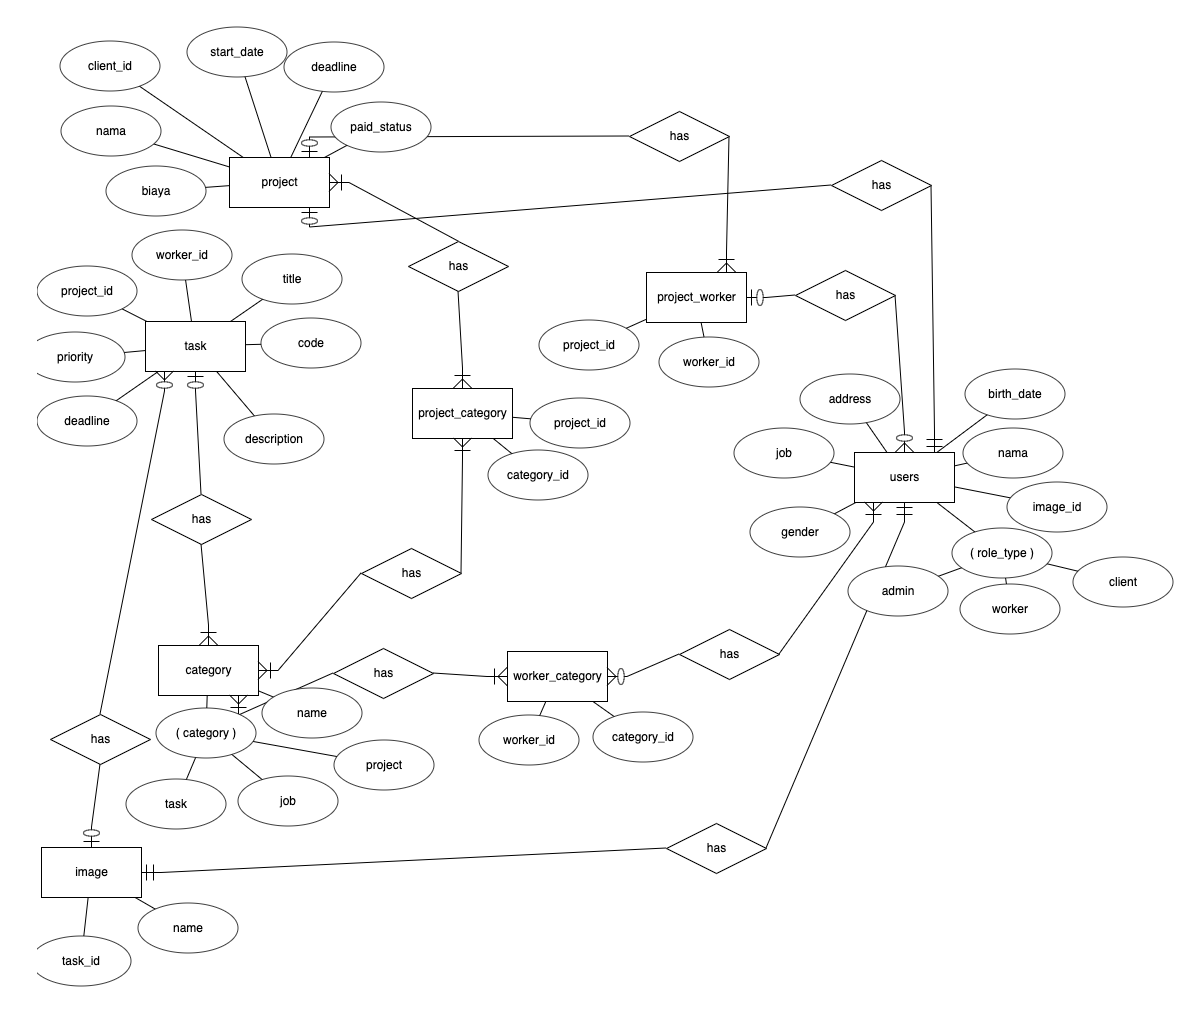 start_date
client_id
deadline
paid_status
nama
has
project
has
biaya
worker_id
has
title
project_id
project_worker
has
task
code
priority
project_id
worker_id
birth_date
address
project_category
project_id
deadline
description
job
nama
category_id
users
image_id
has
gender
( role_type )
has
admin
client
worker
has
category
has
worker_category
name
( category )
has
worker_id
category_id
project
task
job
has
image
name
task_id